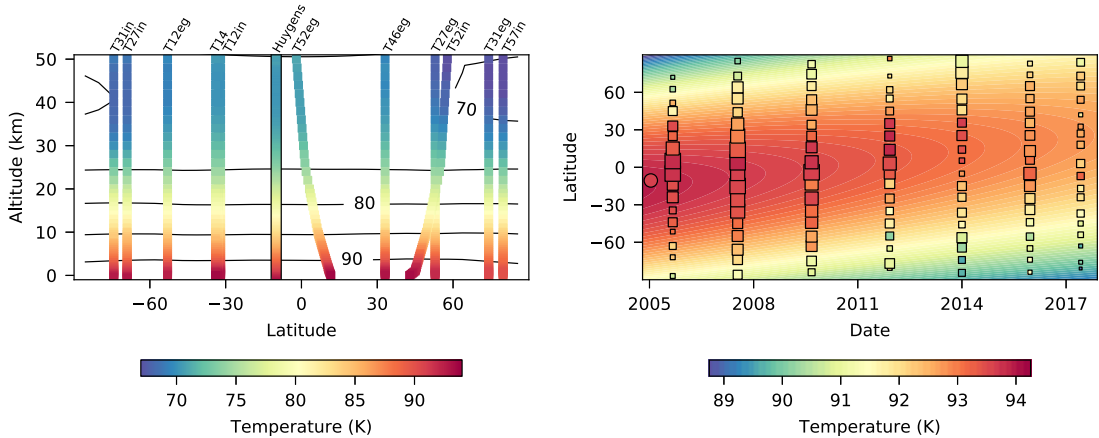 T31in
T27in
T12eg
T14
T12in
Huygens
T52eg
T46eg
T27eg
T52in
T31eg
T57in
50
40
30
20
10
0
Altitude (km)
70
80
90
−60
−30
0
30
60
Latitude
70
75
80
85
90
Temperature (K)
60
30
0
−30
−60
Latitude
2005
2008
2011
2014
2017
Date
89
90
91
92
93
94
Temperature (K)